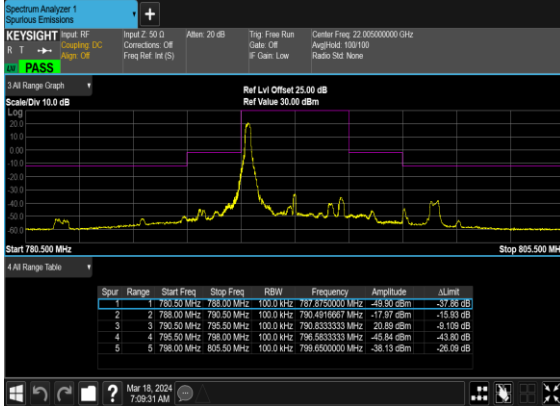 Spectrum Analyzer 1
Spurious Emissions
+
KEYSIGHT Input: RF Input Z: 50 Ω Atten: 20 dB Trig: Free Run Center Freq: 22.005000000 GHz
R T Coupling: DC Corrections: Off Gate: Off Avg|Hold: 100/100
Align: Off Freq Ref: Int (S) IF Gain: Low Radio Std: None
PASS
3 All Range Graph Ref Lvl Offset 25.00 dB
Scale/Div 10.0 dB Ref Value 30.00 dBm
Log
20.0
10.0
0.00
-10.0
-20.0
-30.0
-40.0
-50.0
-60.0
Start 780.500 MHz Stop 805.500 MHz
4 All Range Table
Spur Range Start Freq Stop Freq RBW Frequency Amplitude ΔLimit
1 1 780.50 MHz 788.00 MHz 100.0 kHz 787.8750000 MHz -49.90 dBm -37.86 dB
2 2 788.00 MHz 790.50 MHz 100.0 kHz 790.4916667 MHz -17.97 dBm -15.93 dB
3 3 790.50 MHz 795.50 MHz 100.0 kHz 790.8333333 MHz 20.89 dBm -9.109 dB
4 4 795.50 MHz 798.00 MHz 100.0 kHz 796.5833333 MHz -45.84 dBm -43.80 dB
5 5 798.00 MHz 805.50 MHz 100.0 kHz 799.6500000 MHz -38.13 dBm -26.09 dB
? Mar 18, 2024
7:09:31 AM